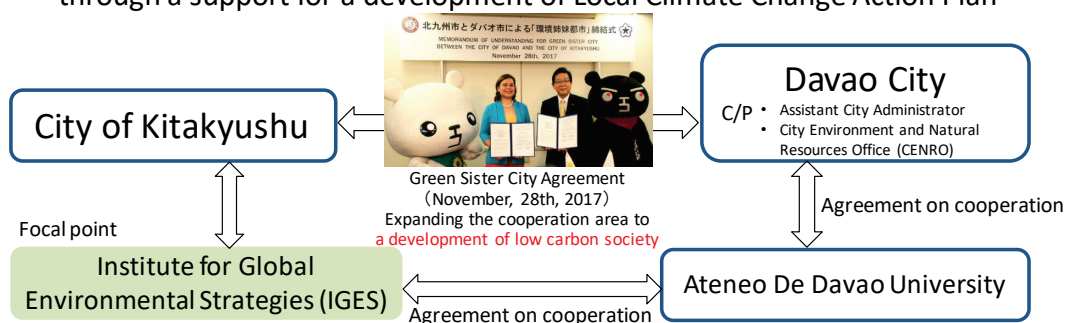 through a support for a development of Local Climate Change Action Plan
北九州市とダバオ市による「環境姉妹都市」締結式
MEMORANDUM OF UNDERSTANDING FOR GREEN SISTER CITY
BETWEEN THE CITY OF DAVAO AND THE CITY OF KITAKYUSHU
November 28th, 2017
City of Kitakyushu
Davao City
C/P • Assistant City Administrator
• City Environment and Natural
Resources Office (CENRO)
Green Sister City Agreement
（November, 28th, 2017）
Expanding the cooperation area to
a development of low carbon society
Agreement on cooperation
Focal point
Institute for Global
Environmental Strategies (IGES)
Ateneo De Davao University
Agreement on cooperation